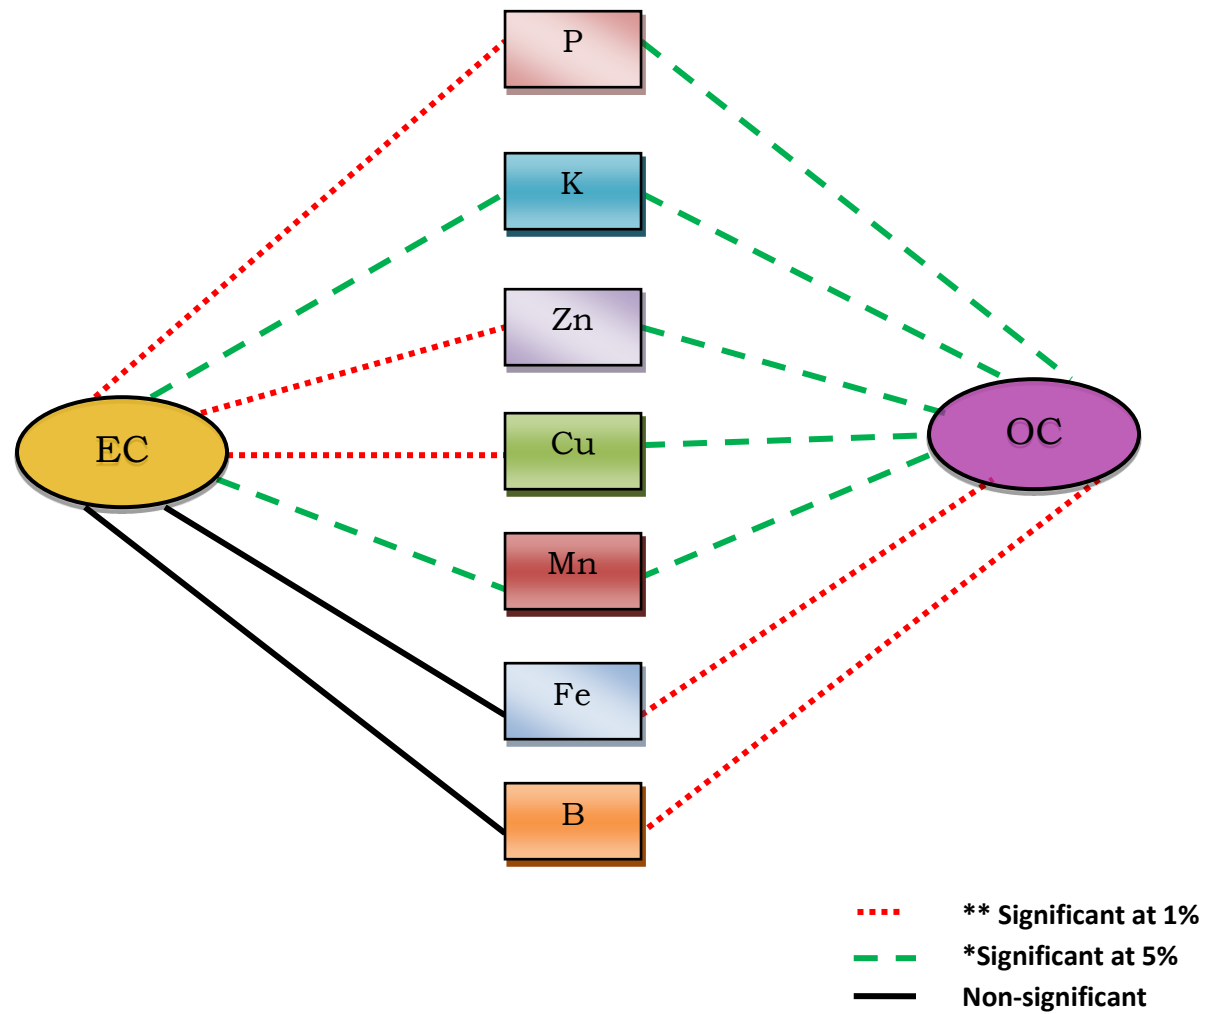 P
K
Zn
Cu
Mn
Fe
B
EC
OC
** Significant at 1%
*Significant at 5%
Non-significant